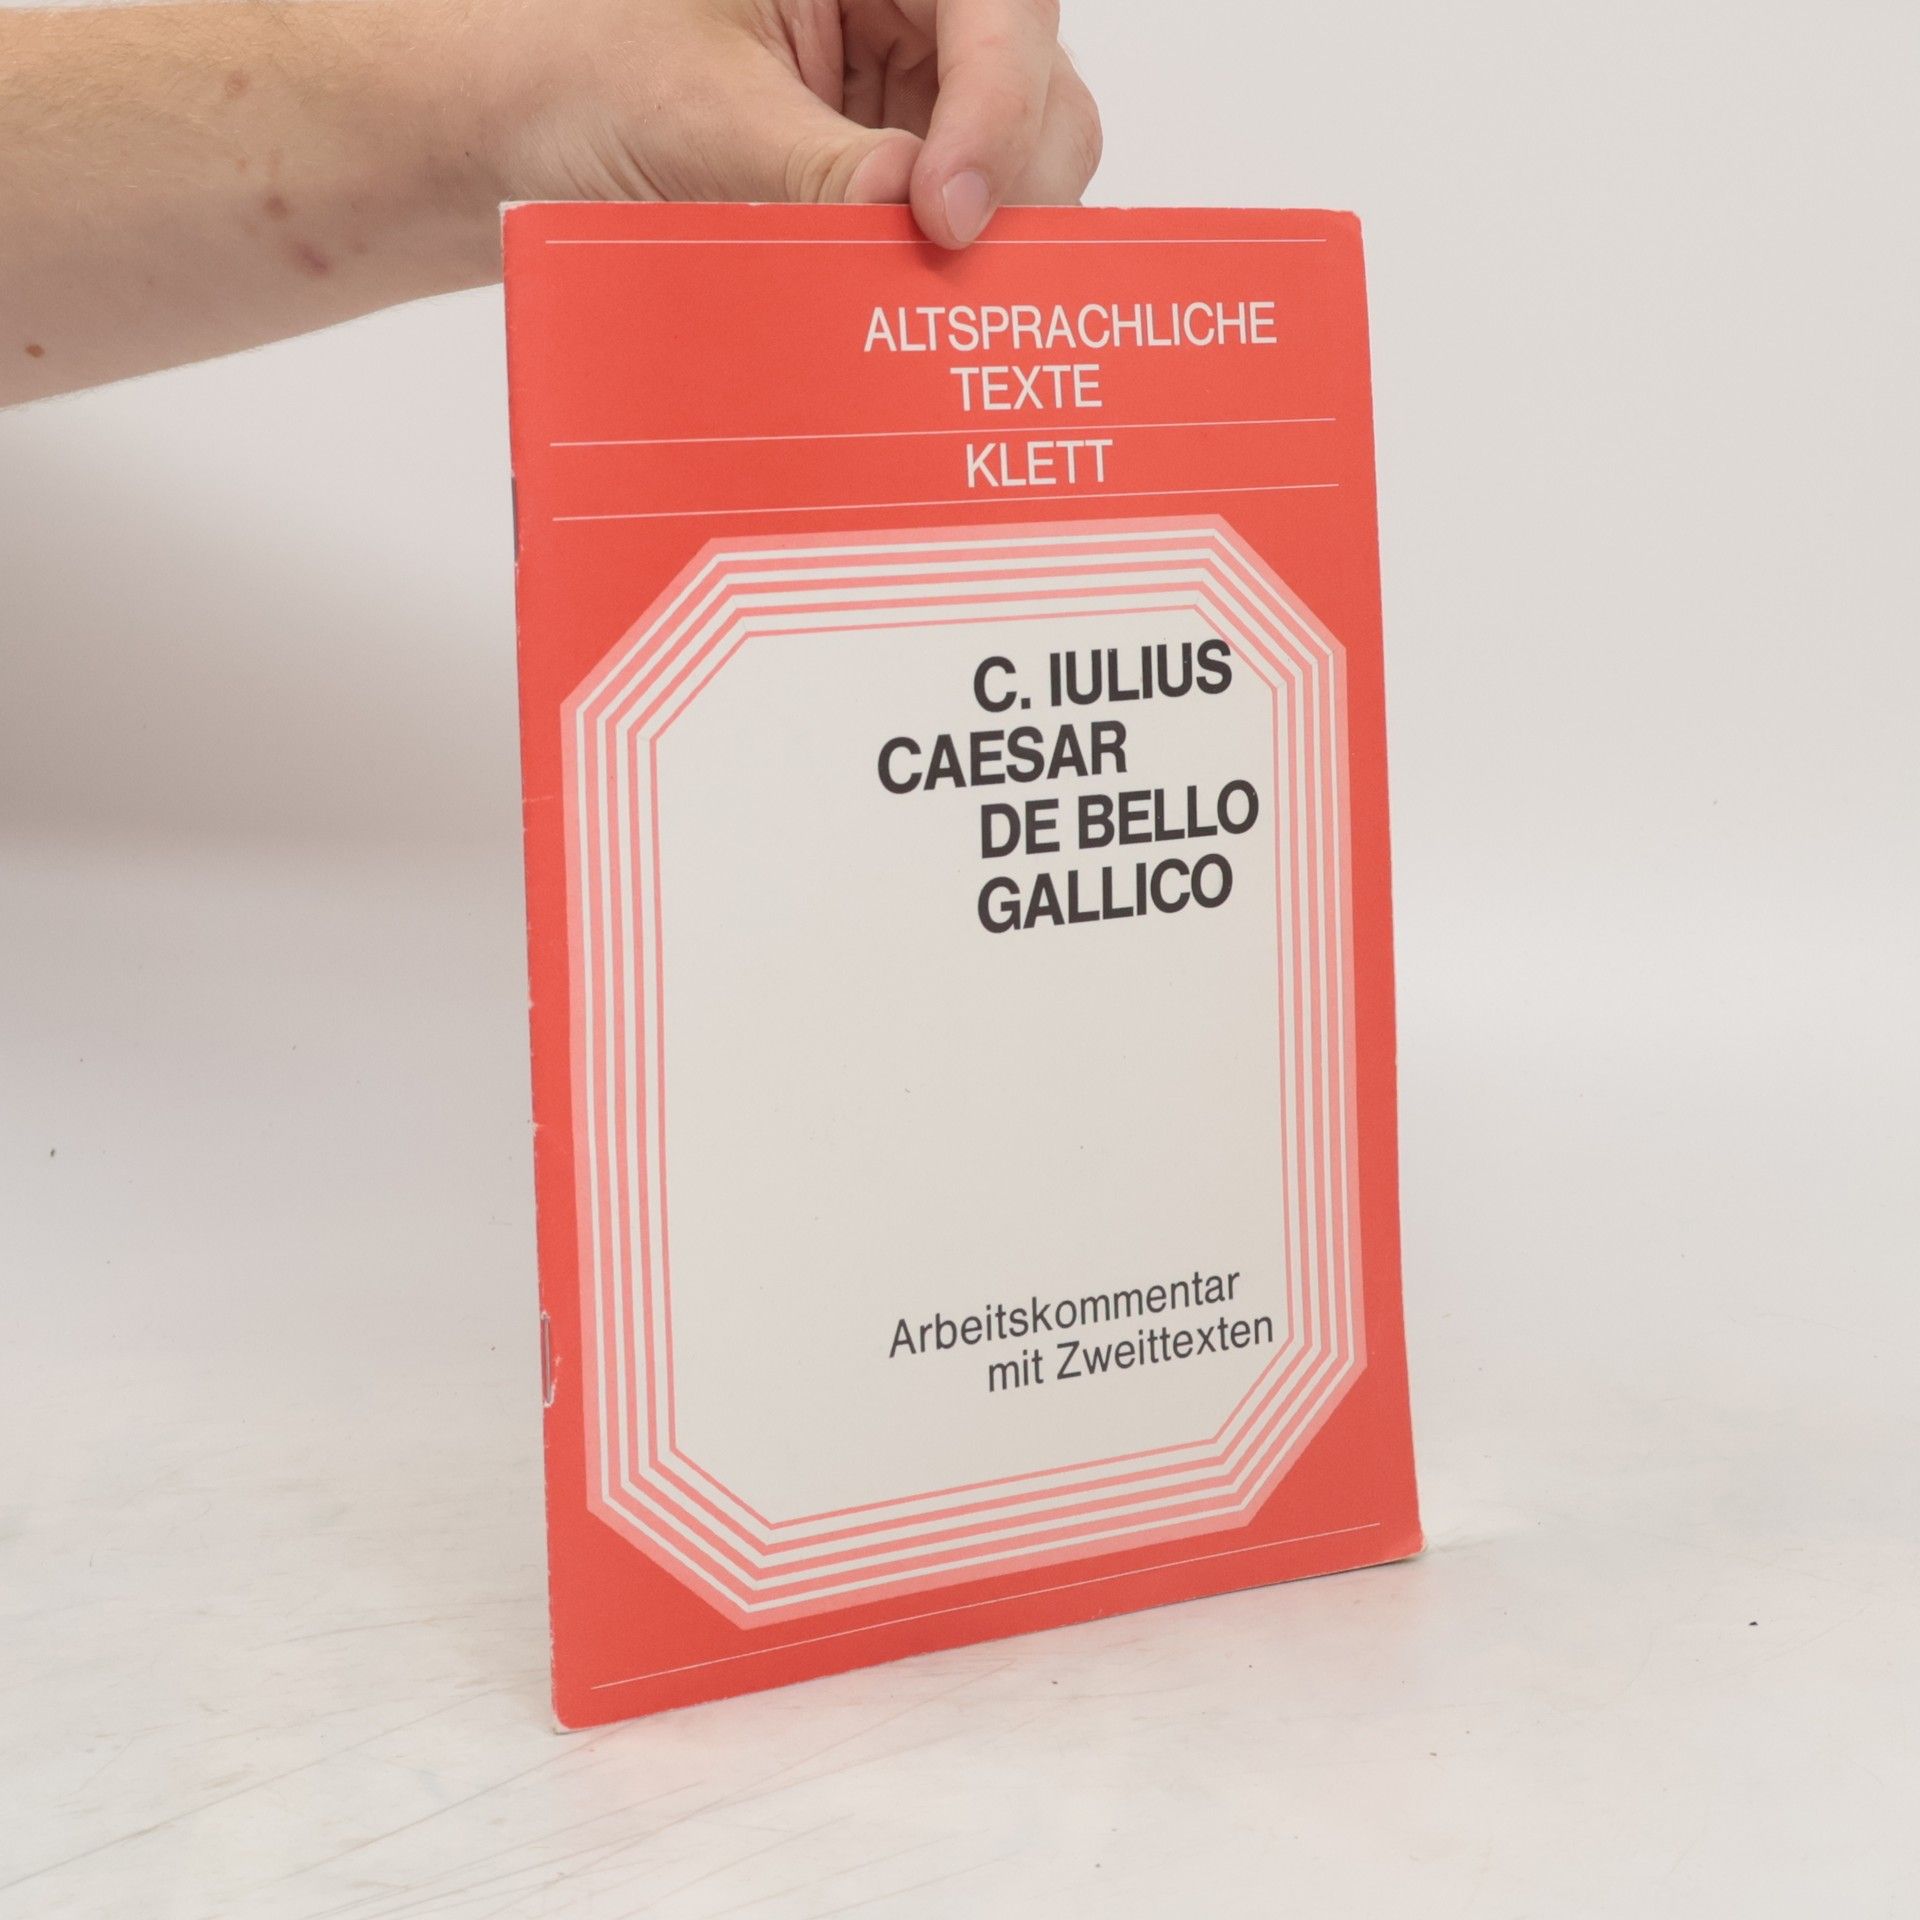 ALTSPRACHLICHE
TEXTE
KLETT
C. IULIUS
CAESAR
DE BELLO
GALLICO
Arbeitskommentar
mit Zweittexten